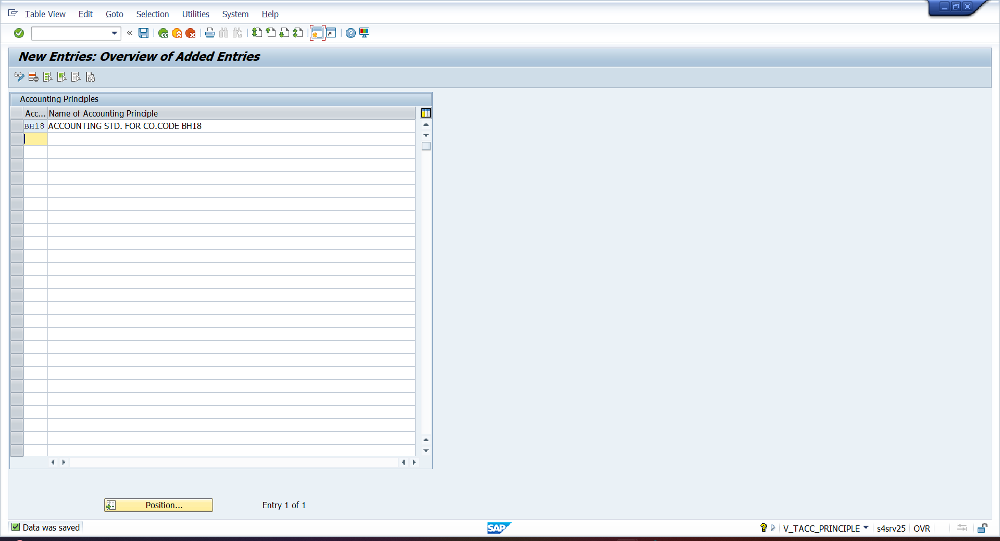 Table View Edit Goto Selection Utilities System Help
New Entries: Overview of Added Entries
Accounting Principles
Acc... Name of Accounting Principle
BH18 ACCOUNTING STD. FOR CO.CODE BH18
Position... Entry 1 of 1
Data was saved SAP V_TACC_PRINCIPLE s4srv25 OVR